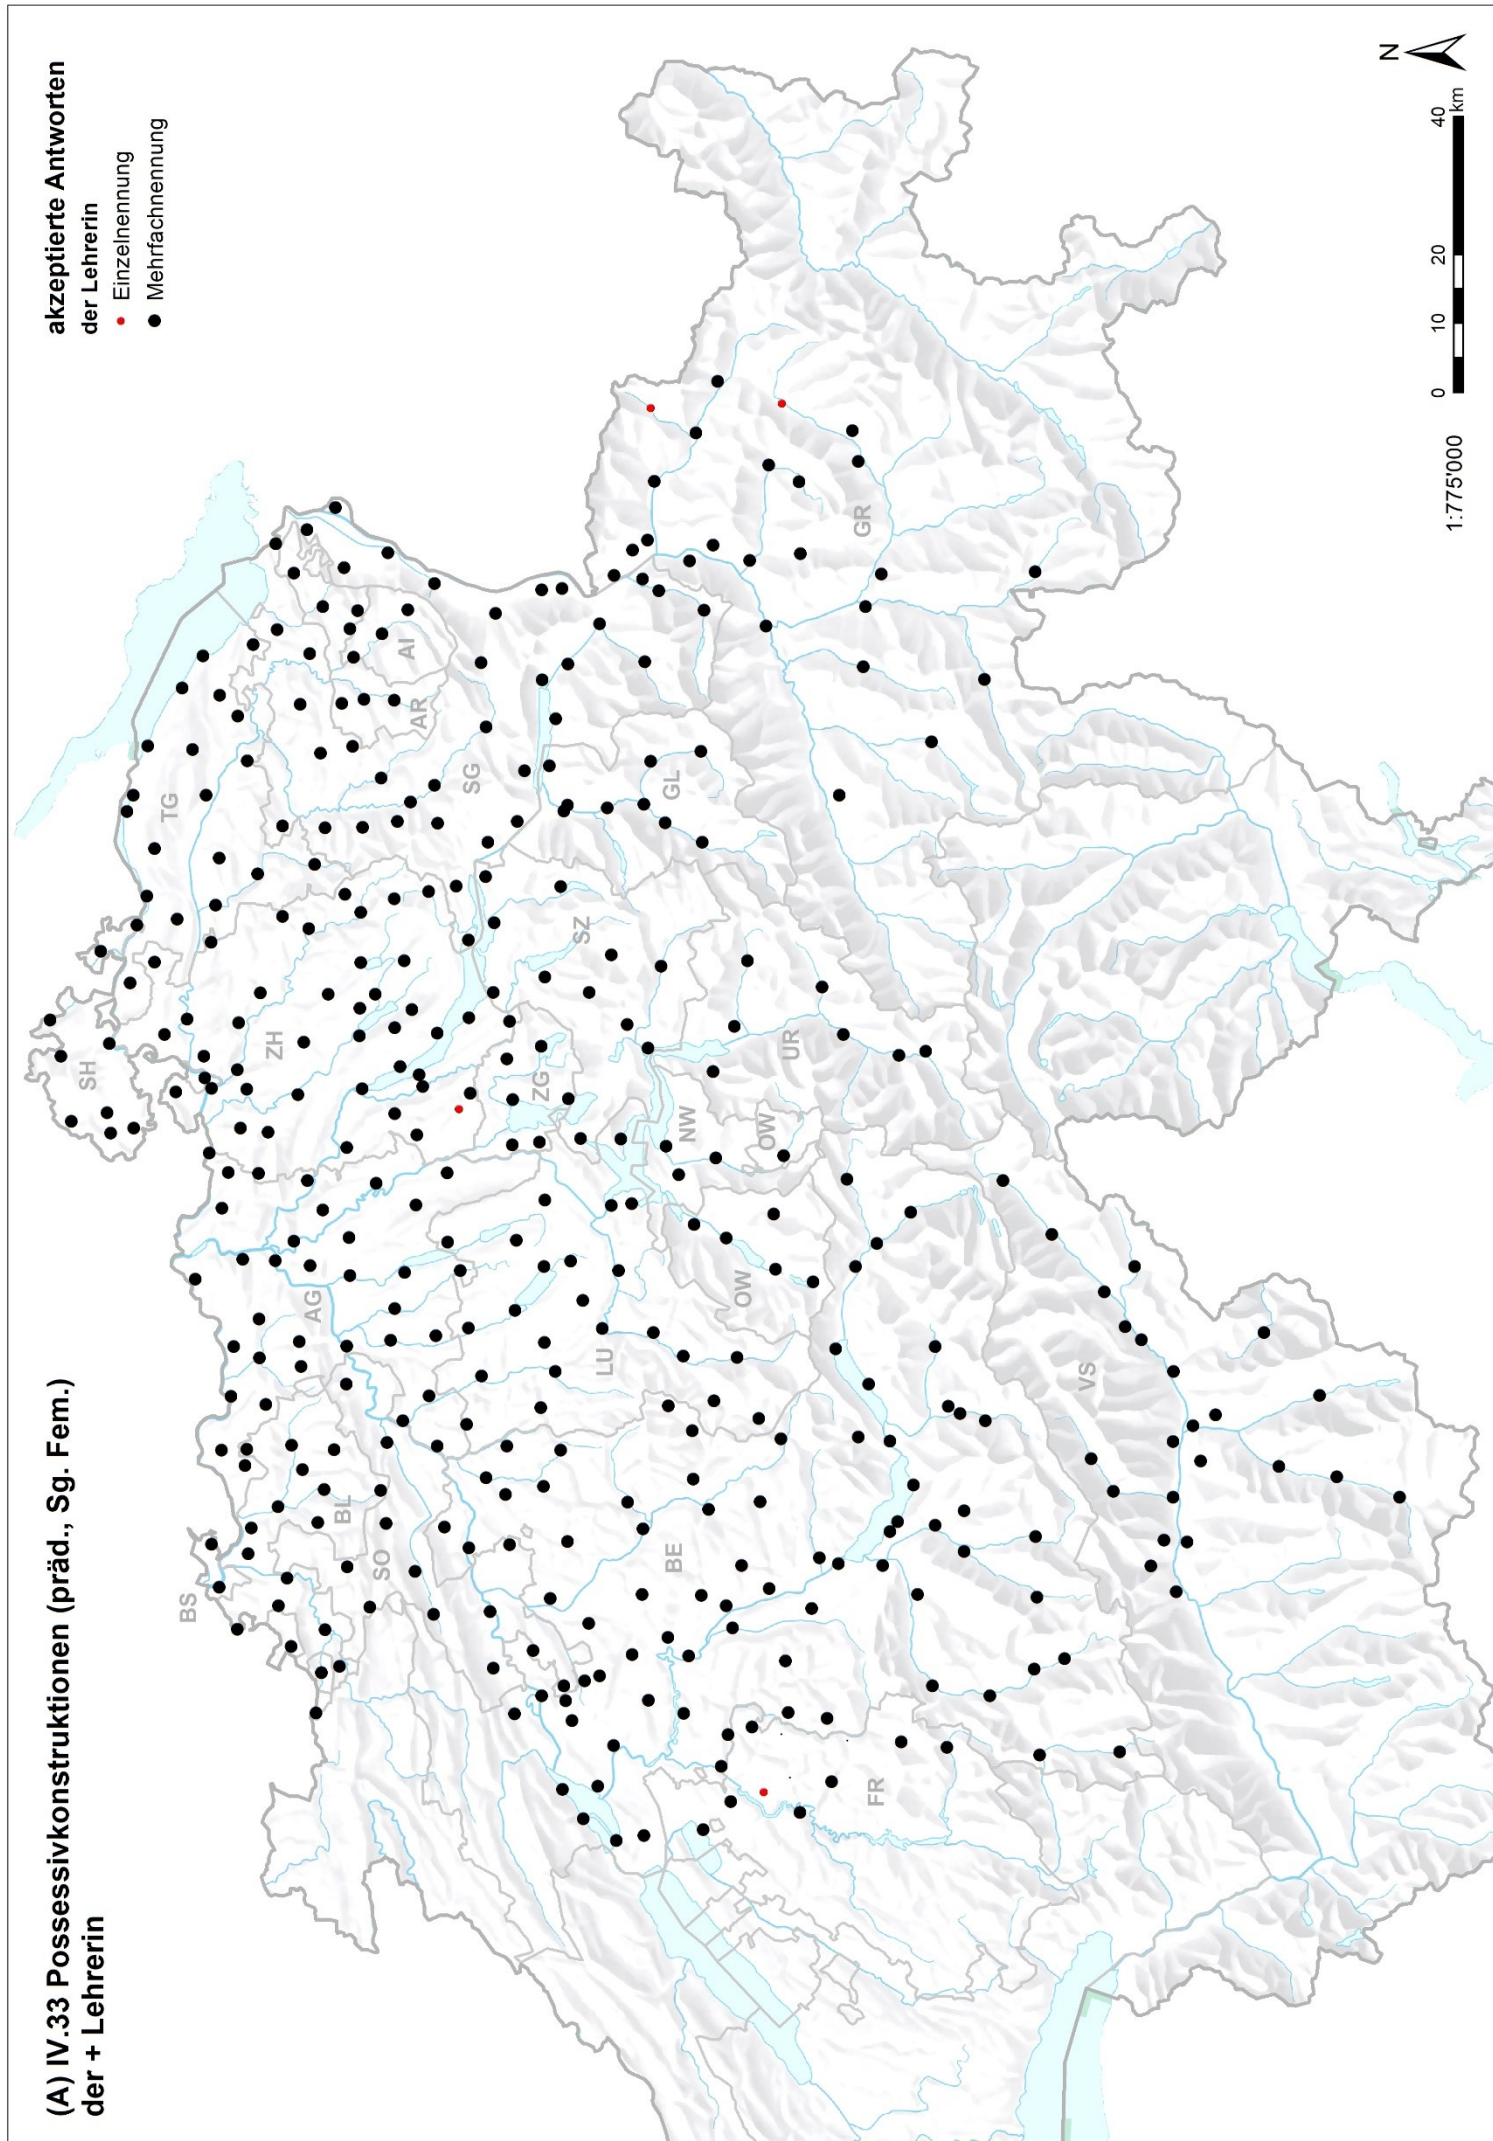 (A) IV.33 Possessivkonstruktionen (präd., Sg. Fem.)
der + Lehrerin
akzeptierte Antworten
der Lehrerin
Einzelnennung
Mehrfachnennung
BS
SH
TG
ZH
AG
BL
SO
AR
AI
SG
ZG
SZ
LU
GL
NW
OW
OW
UR
BE
GR
FR
VS
N
1:775'000
0 10 20 40
km